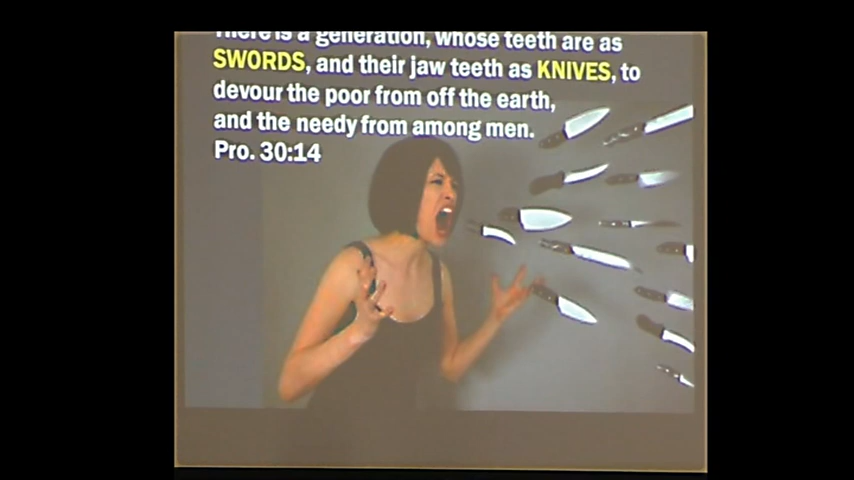 There is a generation, whose teeth are as
SWORDS, and their jaw teeth as KNIVES, to
devour the poor from off the earth,
and the needy from among men.
Pro. 30:14